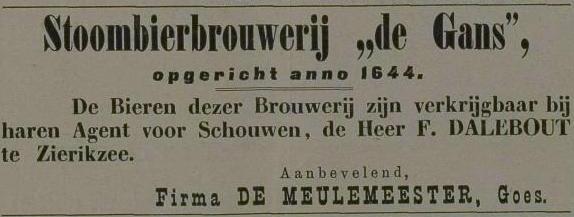 Stoombierbrouwerij „de Gans”,
opgericht anno 1644.
De Bieren dezer Brouwerij zijn verkrijgbaar bij
haren Agent voor Schouwen, de Heer F. DALEBOUT
te Zierikzee.
Aanbevelend,
Firma DE MEULEMEESTER, Goes.